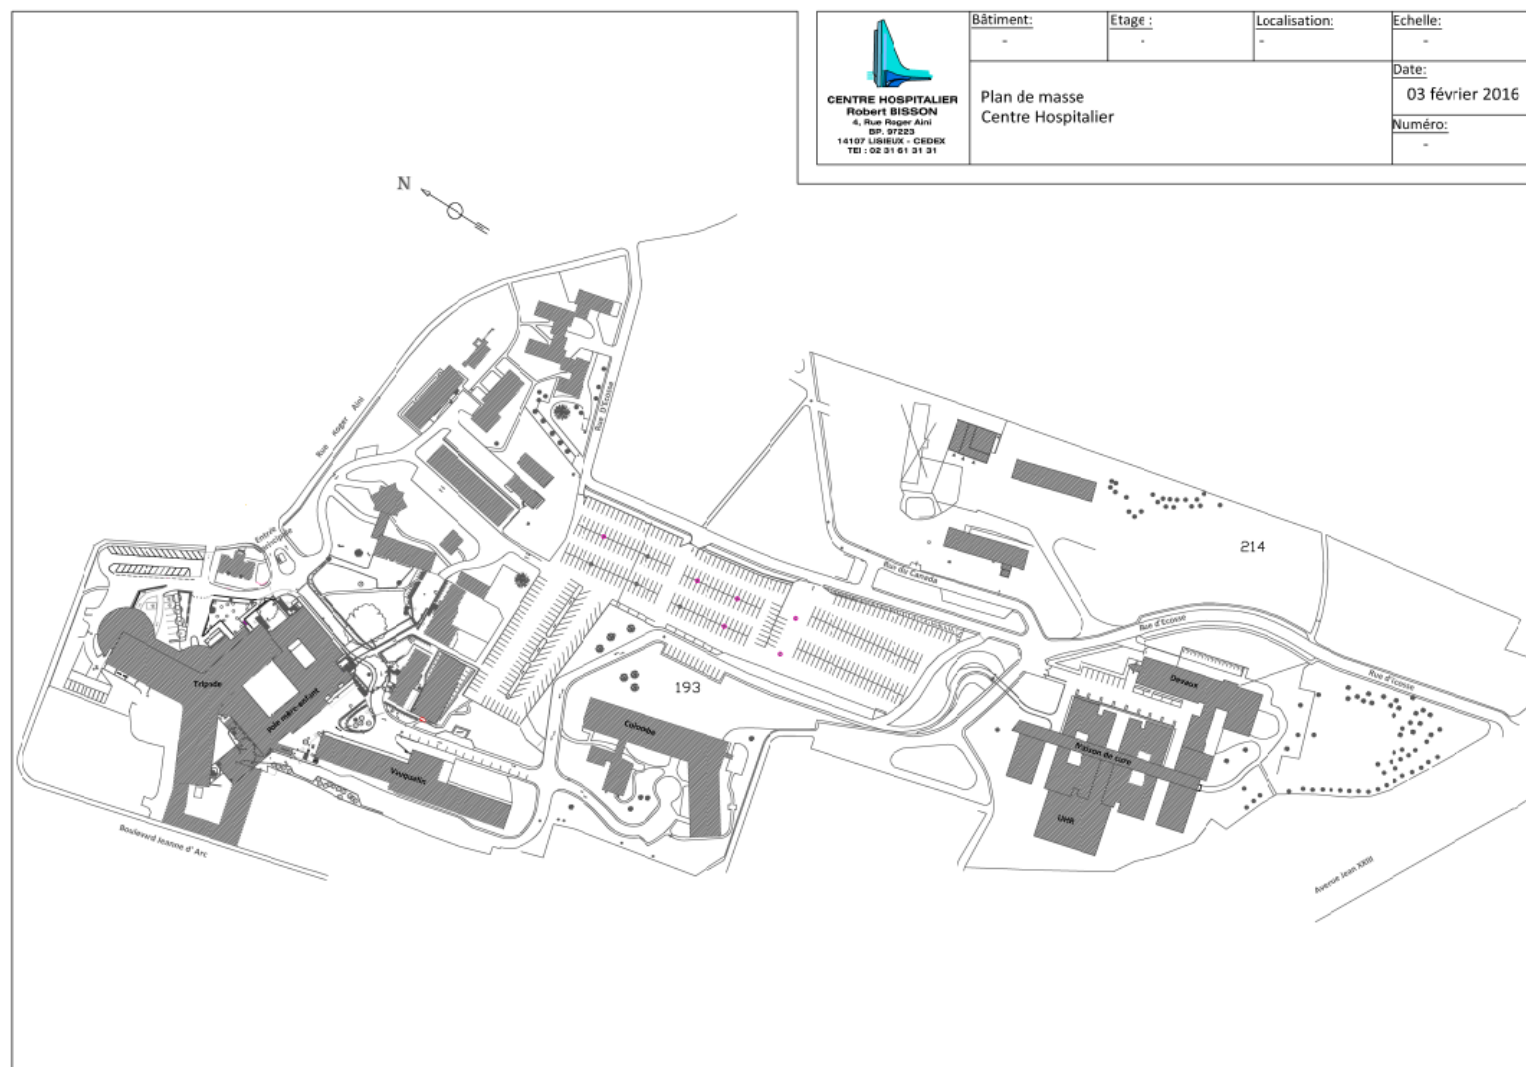 Bâtiment:
-
Etage :
-
Localisation:
-
Echelle:
-
CENTRE HOSPITALIER
Robert BISSON
4, Rue Roger Aini
BP. 97223
14107 LISIEUX - CEDEX
TEl : 02 31 61 31 31
Plan de masse
Centre Hospitalier
Date:
03 février 2016
Numéro:
-
N
Rue Roger Aini
Rue D'Ecosse
Entrée
principale
214
Rue du Canada
Rue d'Ecosse
Rue d'Ecosse
Tripode
Pole mère-enfant
193
Colombe
Devaux
Maison de cure
Vauquelin
UHR
Boulevard Jeanne d' Arc
Avenue Jean XXIII